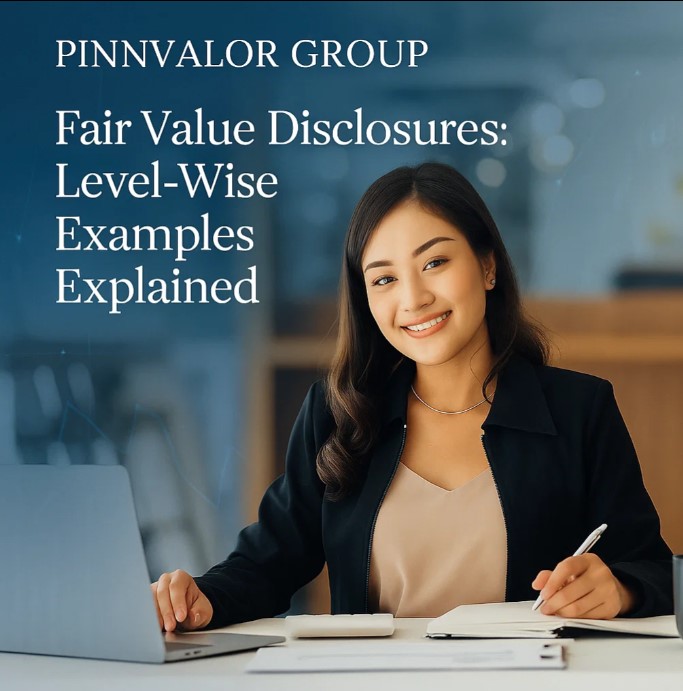 PINNVALOR GROUP
Fair Value Disclosures:
Level-Wise
Examples
Explained